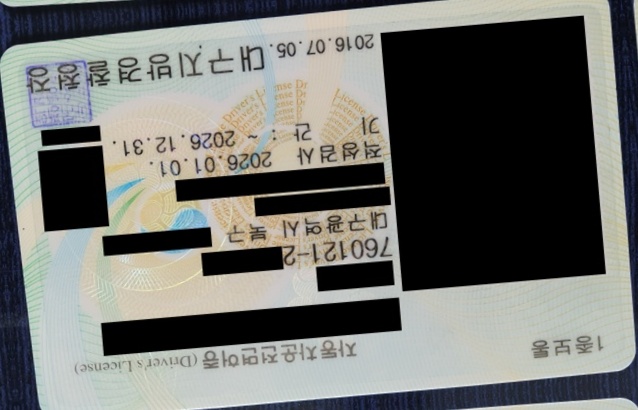 1종보통
자동차운전면허증 (Driver's License)
760121-2
대구광역시 북구
적성검사 2026.01.01.
기 간 : ~ 2026.12.31.
2016.07.05.
대구지방경찰청장